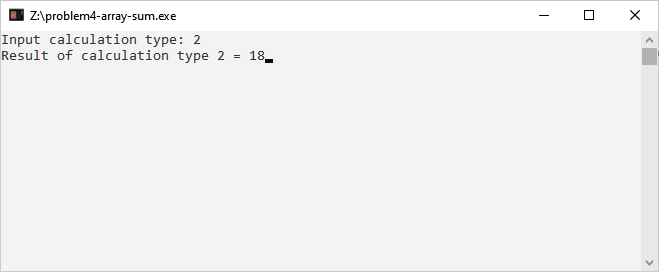 Z:\problem4-array-sum.exe
Input calculation type: 2
Result of calculation type 2 = 18